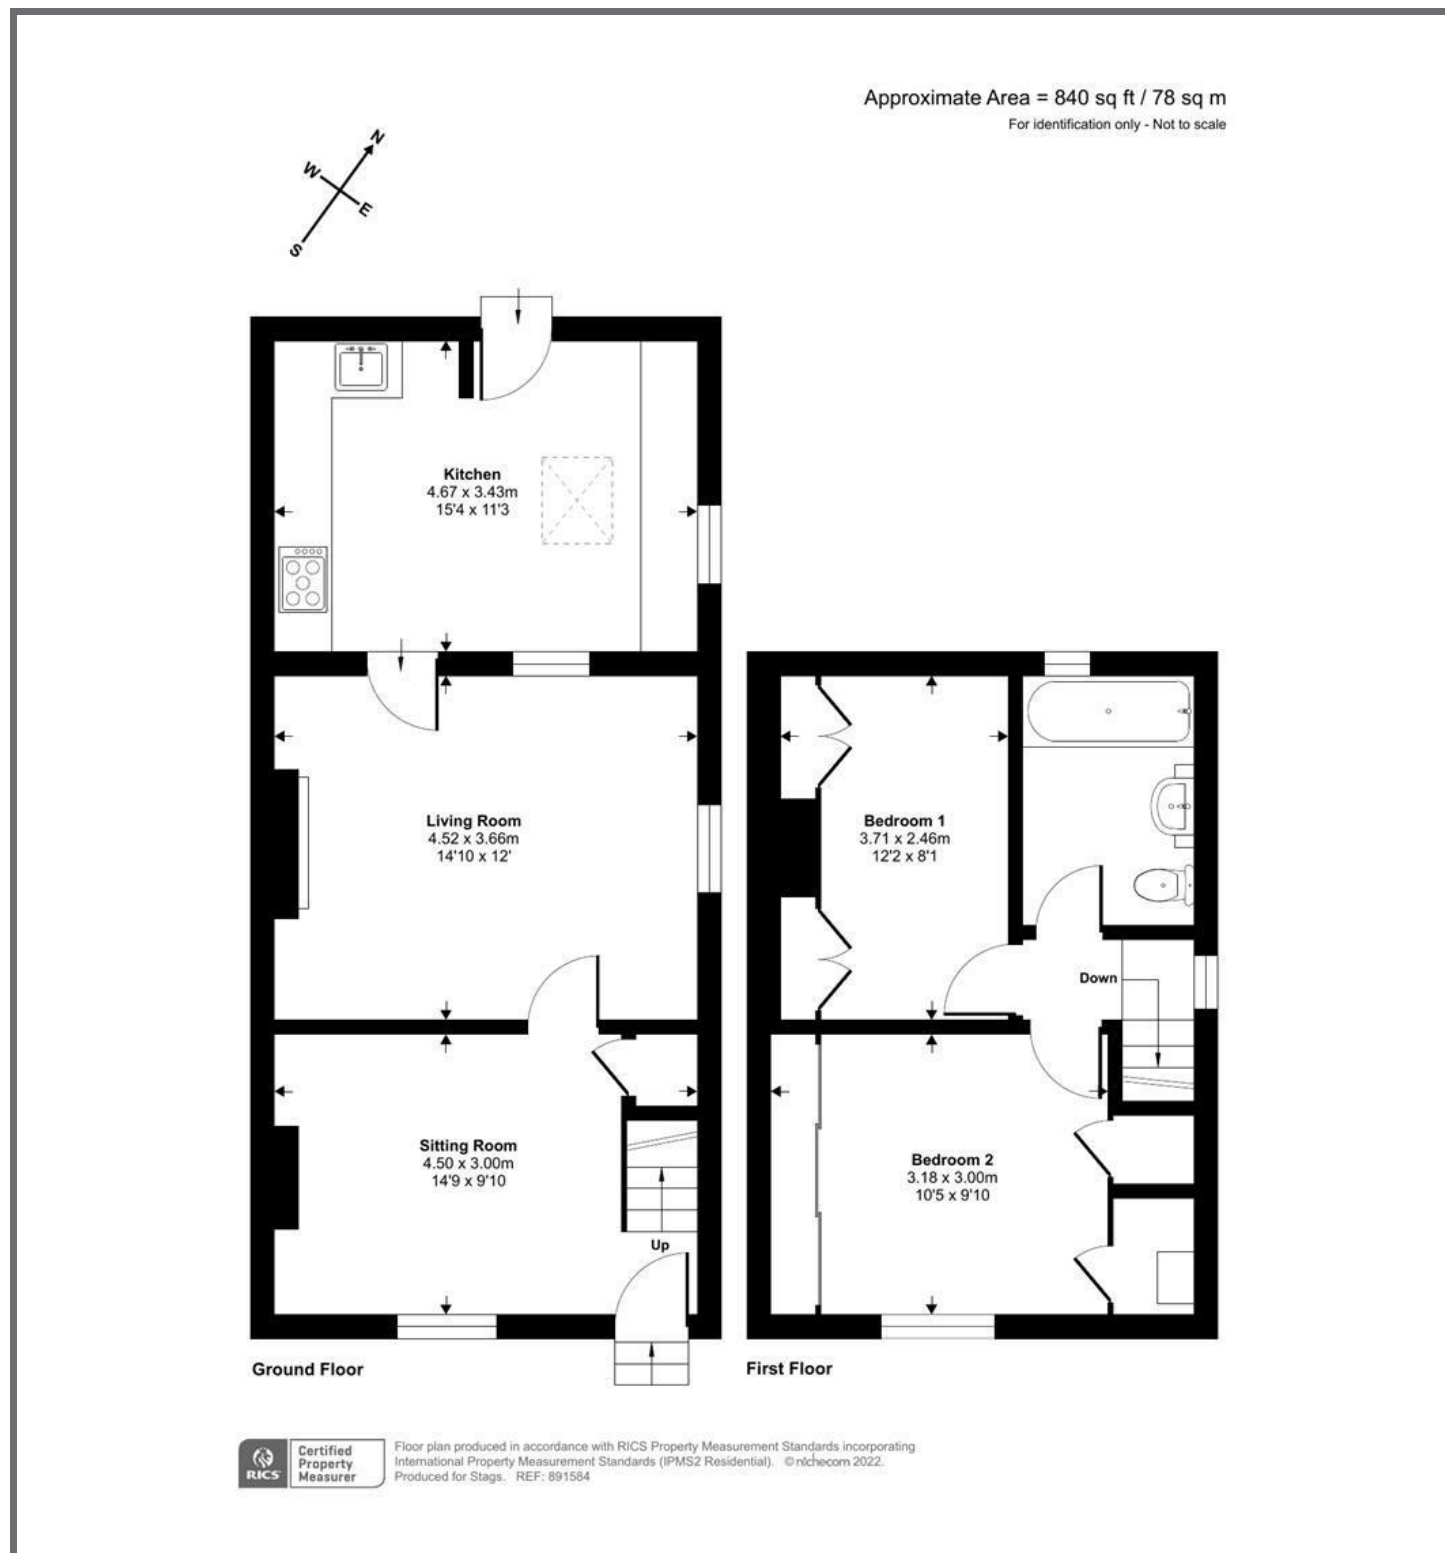 Approximate Area = 840 sq ft / 78 sq m
For identification only - Not to scale
N
W
E
S
Kitchen
4.67 x 3.43m
15'4 x 11'3
Living Room
4.52 x 3.66m
14'10 x 12'
Bedroom 1
3.71 x 2.46m
12'2 x 8'1
Down
Sitting Room
4.50 x 3.00m
14'9 x 9'10
Up
Bedroom 2
3.18 x 3.00m
10'5 x 9'10
Ground Floor
First Floor
RICS
Certified
Property
Measurer
Floor plan produced in accordance with RICS Property Measurement Standards incorporating
International Property Measurement Standards (IPMS2 Residential). © nichecom 2022.
Produced for Stags. REF: 891584